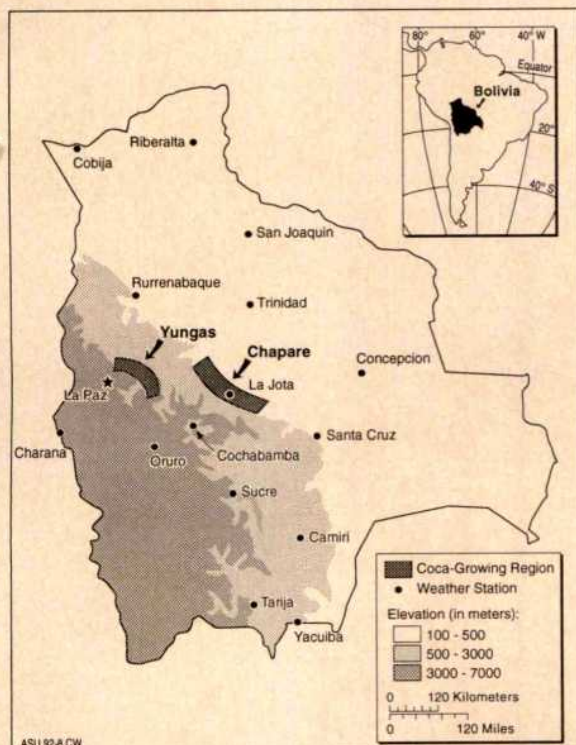 80°
60°
40° W
Equator
Bolivia
20°
40° S
Riberalta
Cobija
San Joaquin
Rurrenabaque
Trinidad
Yungas
Chapare
Concepcion
La Jota
La Paz
Santa Cruz
Charana
Oruro
Cochabamba
Sucre
Camiri
Tarija
Yacuiba
Coca-Growing Region
Weather Station
Elevation (in meters):
100 - 500
500 - 3000
3000 - 7000
0 120 Kilometers
0 120 Miles
ASU 92-8 CW